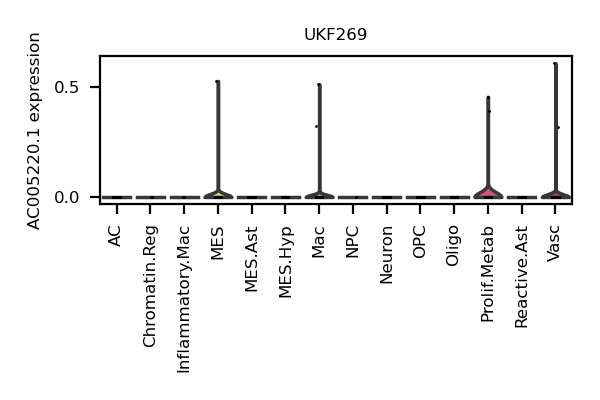 UKF269
AC005220.1 expression
0.5
0.0
AC
Chromatin.Reg
Inflammatory.Mac
MES
MES.Ast
MES.Hyp
Mac
NPC
Neuron
OPC
Oligo
Prolif.Metab
Reactive.Ast
Vasc